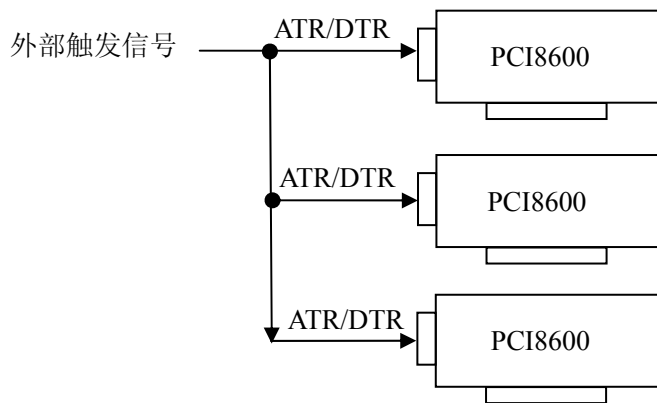 外部触发信号
ATR/DTR
PCI8600
ATR/DTR
PCI8600
ATR/DTR
PCI8600